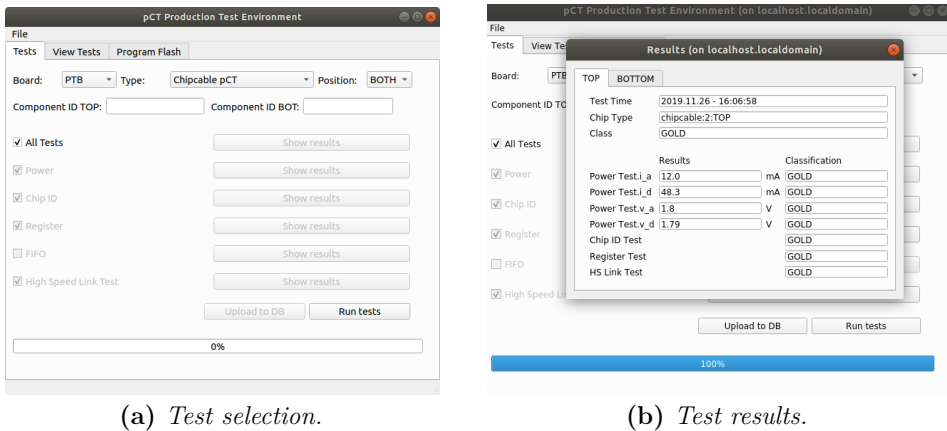 pCT Production Test Environment
File
Tests View Tests Program Flash
Board: PTB Type: Chipcable pCT Position: BOTH
Component ID TOP: Component ID BOT:
All Tests Show results
Power Show results
Chip ID Show results
Register Show results
FIFO Show results
High Speed Link Test Show results
Upload to DB Run tests
0%
(a) Test selection.
pCT Production Test Environment (on localhost.localdomain)
File
Tests View Te
Board: PTB
Component ID TO
All Tests
Power
Chip ID
Register
FIFO
High Speed Li
Results (on localhost.localdomain)
TOP BOTTOM
Test Time 2019.11.26 - 16:06:58
Chip Type chipcable:2:TOP
Class GOLD
Results Classification
Power Test.i_a 12.0 mA GOLD
Power Test.i_d 48.3 mA GOLD
Power Test.v_a 1.8 V GOLD
Power Test.v_d 1.79 V GOLD
Chip ID Test GOLD
Register Test GOLD
HS Link Test GOLD
Upload to DB Run tests
100%
(b) Test results.